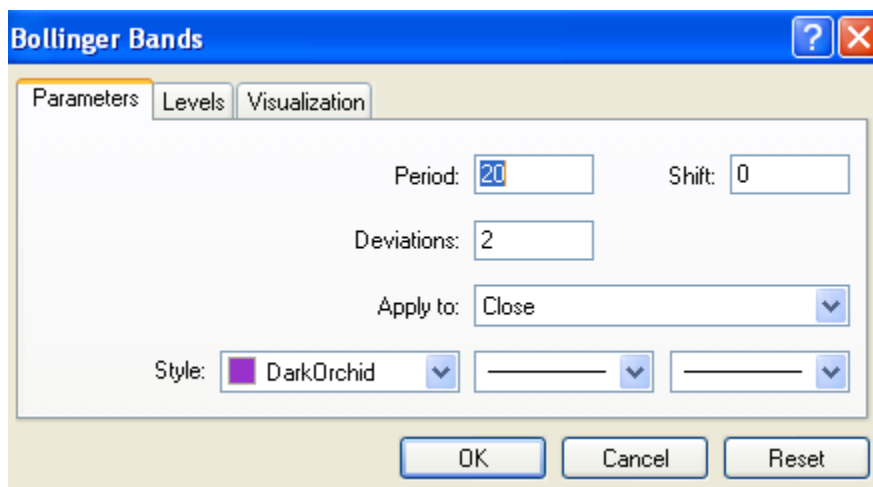 Bollinger Bands
Parameters Levels Visualization
Period: 20 Shift: 0
Deviations: 2
Apply to: Close
Style: DarkOrchid
OK Cancel Reset